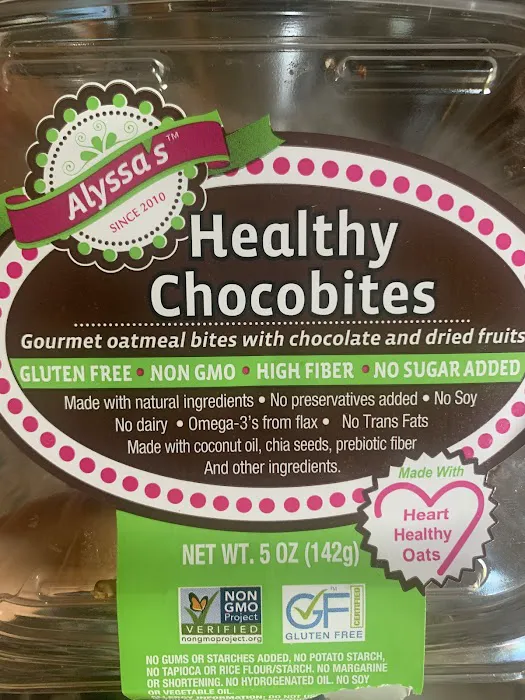 Alyssa's™
SINCE 2010
Healthy
Chocobites
Gourmet oatmeal bites with chocolate and dried fruits
GLUTEN FREE • NON GMO • HIGH FIBER • NO SUGAR ADDED
Made with natural ingredients • No preservatives added • No Soy
No dairy • Omega-3's from flax • No Trans Fats
Made with coconut oil, chia seeds, prebiotic fiber
And other ingredients.
Made With
Heart
Healthy
Oats
NET WT. 5 OZ (142g)
NON
GMO
Project
VERIFIED
nongmoproject.org
GF
CERTIFIED
GLUTEN FREE
NO GUMS OR STARCHES ADDED, NO POTATO STARCH,
NO TAPIOCA OR RICE FLOUR/STARCH. NO MARGARINE
OR SHORTENING. NO HYDROGENATED OIL. NO SOY
OR VEGETABLE OIL.
INFORMATION: DO NOT